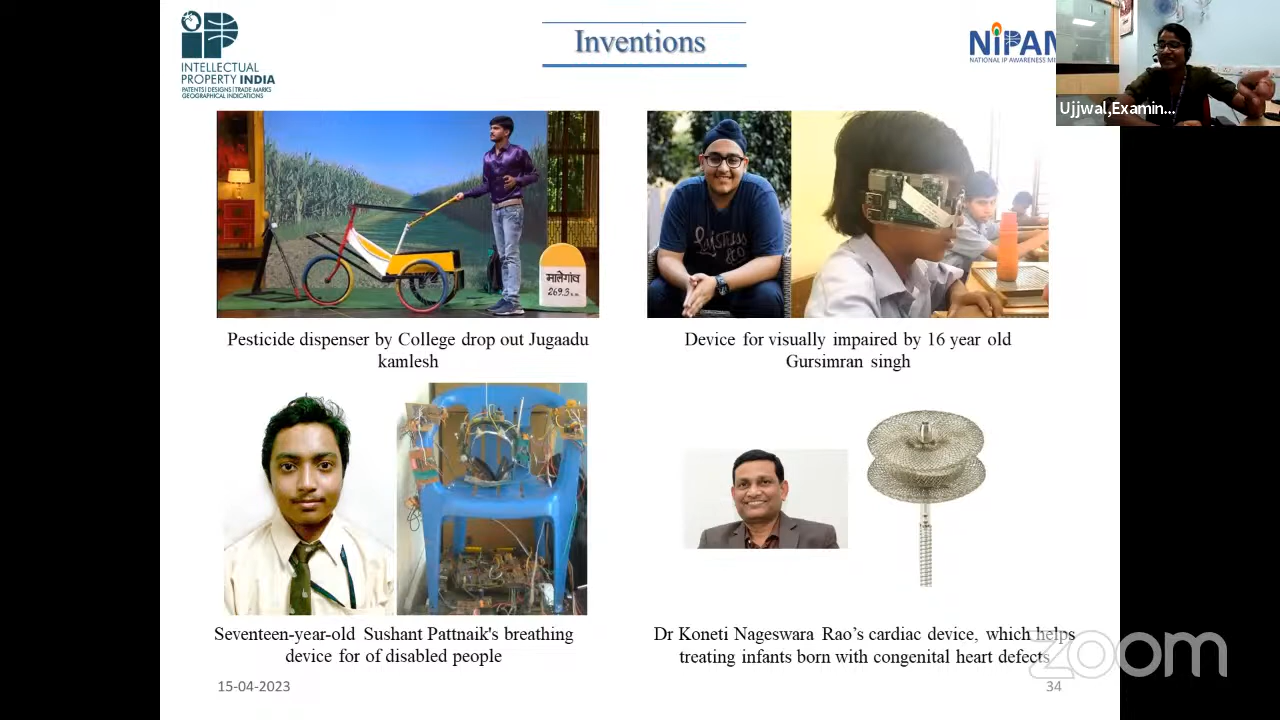 INTELLECTUAL
PROPERTY INDIA
PATENTS | DESIGNS | TRADE MARKS
GEOGRAPHICAL INDICATIONS
Inventions
NIPAM
NATIONAL IP AWARENESS MI
Ujjwal,Examin...
मालेगांव
269.3 K.M.
Pesticide dispenser by College drop out Jugaadu
kamlesh
Device for visually impaired by 16 year old
Gursimran singh
Seventeen-year-old Sushant Pattnaik's breathing
device for of disabled people
Dr Koneti Nageswara Rao’s cardiac device, which helps
treating infants born with congenital heart defects
15-04-2023
34
zoom